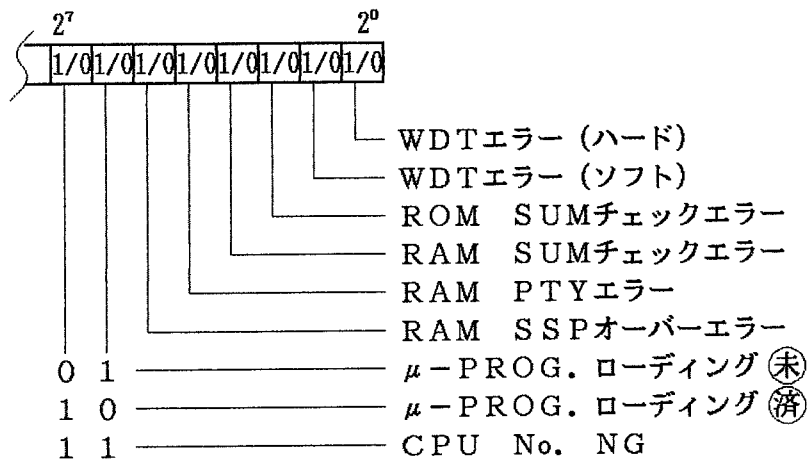 2⁷ 2⁰
1/0 1/0 1/0 1/0 1/0 1/0 1/0 1/0
WDTエラー(ハード)
WDTエラー(ソフト)
ROM SUMチェックエラー
RAM SUMチェックエラー
RAM PTYエラー
RAM SSPオーバーエラー
0 1 μ-PROG. ローディング 未
1 0 μ-PROG. ローディング 済
1 1 CPU No. NG